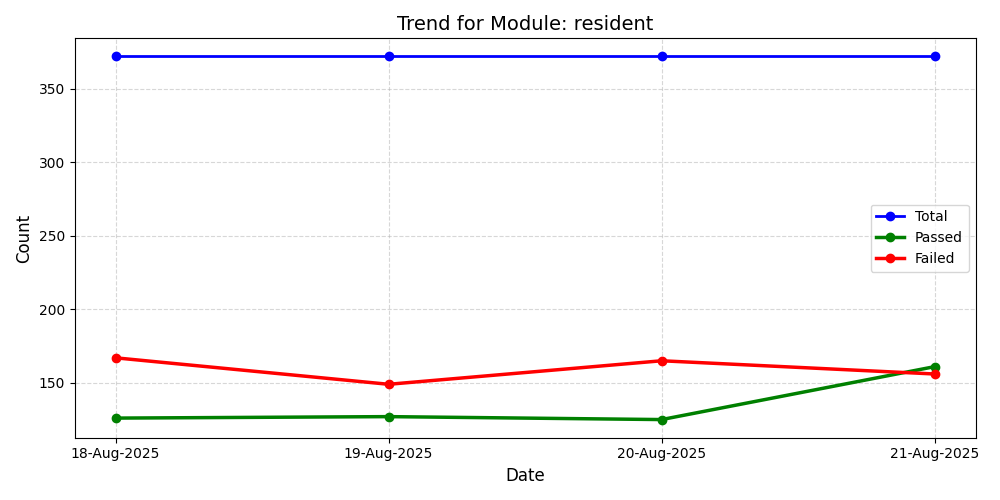 Trend for Module: resident
Count
350
300
250
200
150
Total
Passed
Failed
18-Aug-2025
19-Aug-2025
20-Aug-2025
21-Aug-2025
Date